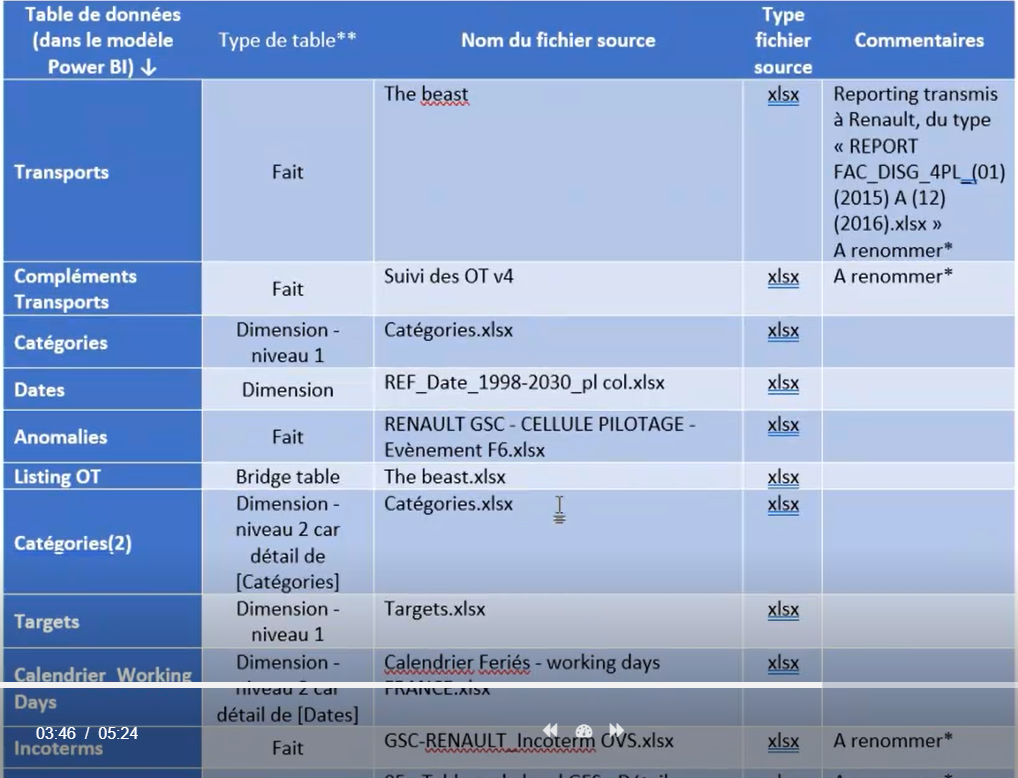 Table de données
(dans le modèle
Power BI) ↓
Type de table**
Nom du fichier source
Type
fichier
source
Commentaires
Transports
Fait
The beast
xlsx
Reporting transmis
à Renault, du type
« REPORT
FAC_DISG_4PL_(01)
(2015) A (12)
(2016).xlsx »
A renommer*
Compléments
Transports
Fait
Suivi des OT v4
xlsx
A renommer*
Catégories
Dimension -
niveau 1
Catégories.xlsx
xlsx
Dates
Dimension
REF_Date_1998-2030_pl col.xlsx
xlsx
Anomalies
Fait
RENAULT GSC - CELLULE PILOTAGE -
Evènement F6.xlsx
xlsx
Listing OT
Bridge table
The beast.xlsx
xlsx
Catégories(2)
Dimension -
niveau 2 car
détail de
[Catégories]
Catégories.xlsx
xlsx
Targets
Dimension -
niveau 1
Targets.xlsx
xlsx
Calendrier Working
Days
Dimension -
niveau 2 car
détail de [Dates]
Calendrier Feriés - working days
FRANCE.xlsx
xlsx
03:46 / 05:24
Incoterms
Fait
GSC-RENAULT_Incoterm OVS.xlsx
xlsx
A renommer*